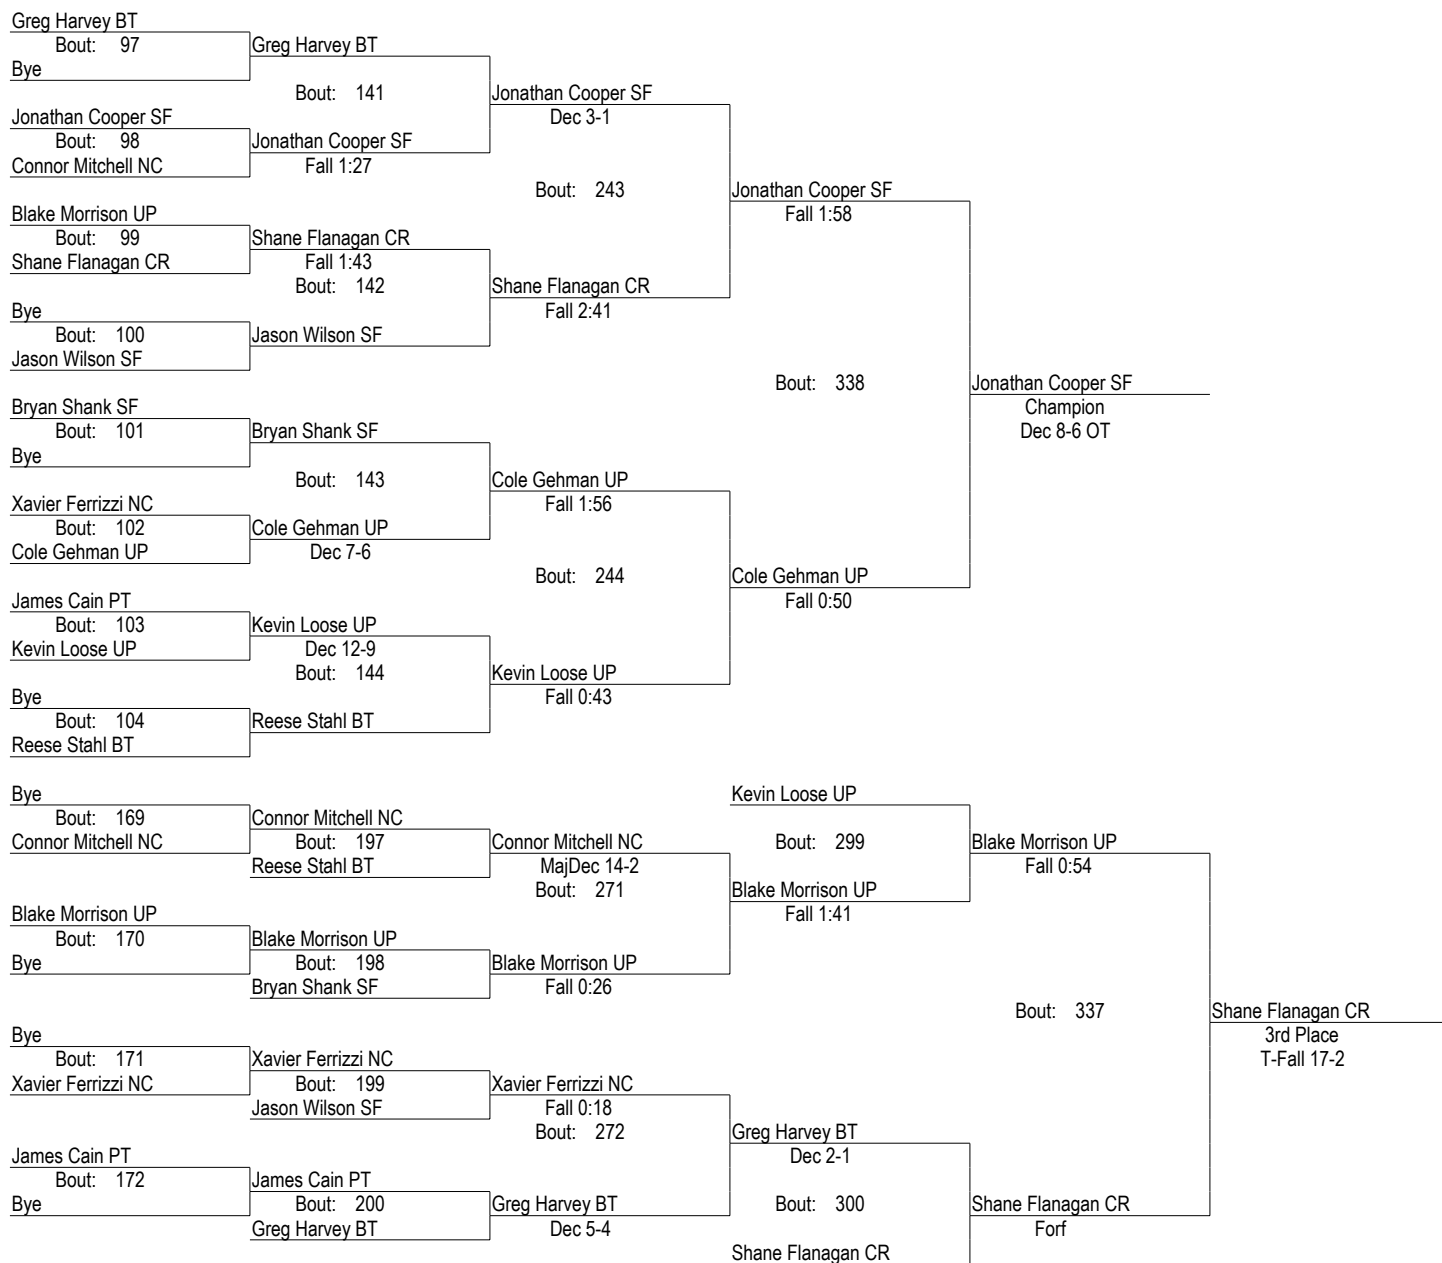 Greg Harvey BT
Bout: 97
Greg Harvey BT
Bye
Bout: 141
Jonathan Cooper SF
Dec 3-1
Jonathan Cooper SF
Bout: 98
Jonathan Cooper SF
Connor Mitchell NC
Fall 1:27
Bout: 243
Jonathan Cooper SF
Fall 1:58
Blake Morrison UP
Bout: 99
Shane Flanagan CR
Shane Flanagan CR
Fall 1:43
Bout: 142
Shane Flanagan CR
Fall 2:41
Bye
Bout: 100
Jason Wilson SF
Jason Wilson SF
Bout: 338
Jonathan Cooper SF
Champion
Dec 8-6 OT
Bryan Shank SF
Bout: 101
Bryan Shank SF
Bye
Bout: 143
Cole Gehman UP
Fall 1:56
Xavier Ferrizzi NC
Bout: 102
Cole Gehman UP
Cole Gehman UP
Dec 7-6
Bout: 244
Cole Gehman UP
Fall 0:50
James Cain PT
Bout: 103
Kevin Loose UP
Kevin Loose UP
Dec 12-9
Bout: 144
Kevin Loose UP
Fall 0:43
Bye
Bout: 104
Reese Stahl BT
Reese Stahl BT
Bye
Kevin Loose UP
Bout: 169
Connor Mitchell NC
Connor Mitchell NC
Bout: 197
Connor Mitchell NC
Bout: 299
Blake Morrison UP
Reese Stahl BT
MajDec 14-2
Fall 0:54
Bout: 271
Blake Morrison UP
Fall 1:41
Blake Morrison UP
Bout: 170
Blake Morrison UP
Bye
Bout: 198
Blake Morrison UP
Bryan Shank SF
Fall 0:26
Bout: 337
Shane Flanagan CR
3rd Place
T-Fall 17-2
Bye
Bout: 171
Xavier Ferrizzi NC
Xavier Ferrizzi NC
Bout: 199
Xavier Ferrizzi NC
Jason Wilson SF
Fall 0:18
Bout: 272
Greg Harvey BT
Dec 2-1
James Cain PT
Bout: 172
James Cain PT
Bye
Bout: 200
Greg Harvey BT
Bout: 300
Shane Flanagan CR
Greg Harvey BT
Dec 5-4
Forf
Shane Flanagan CR